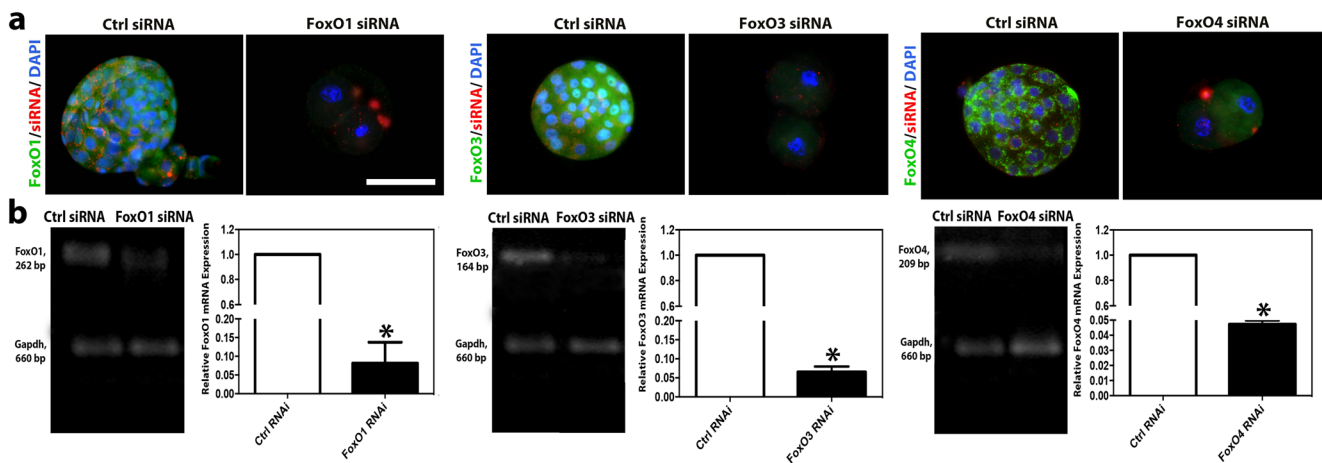 a
Ctrl siRNA
FoxO1 siRNA
Ctrl siRNA
FoxO3 siRNA
Ctrl siRNA
FoxO4 siRNA
FoxO1/siRNA/ DAPI
FoxO3/siRNA/ DAPI
FoxO4/siRNA/ DAPI
b
Ctrl siRNA FoxO1 siRNA
FoxO1,
262 bp
Gapdh,
660 bp
Relative FoxO1 mRNA Expression
1.2
1.0
0.8
0.6
0.20
0.15
0.10
0.05
0.00
*
Ctrl RNAi
FoxO1 RNAi
Ctrl siRNA FoxO3 siRNA
FoxO3,
164 bp
Gapdh,
660 bp
Relative FoxO3 mRNA Expression
1.2
1.0
0.8
0.6
0.20
0.15
0.10
0.05
0.00
*
Ctrl RNAi
FoxO3 RNAi
Ctrl siRNA FoxO4 siRNA
FoxO4,
209 bp
Gapdh,
660 bp
Relative FoxO4 mRNA Expression
1.2
1.0
0.8
0.6
0.05
0.04
0.03
0.02
0.01
0.01
0.00
*
Ctrl RNAi
FoxO4 RNAi